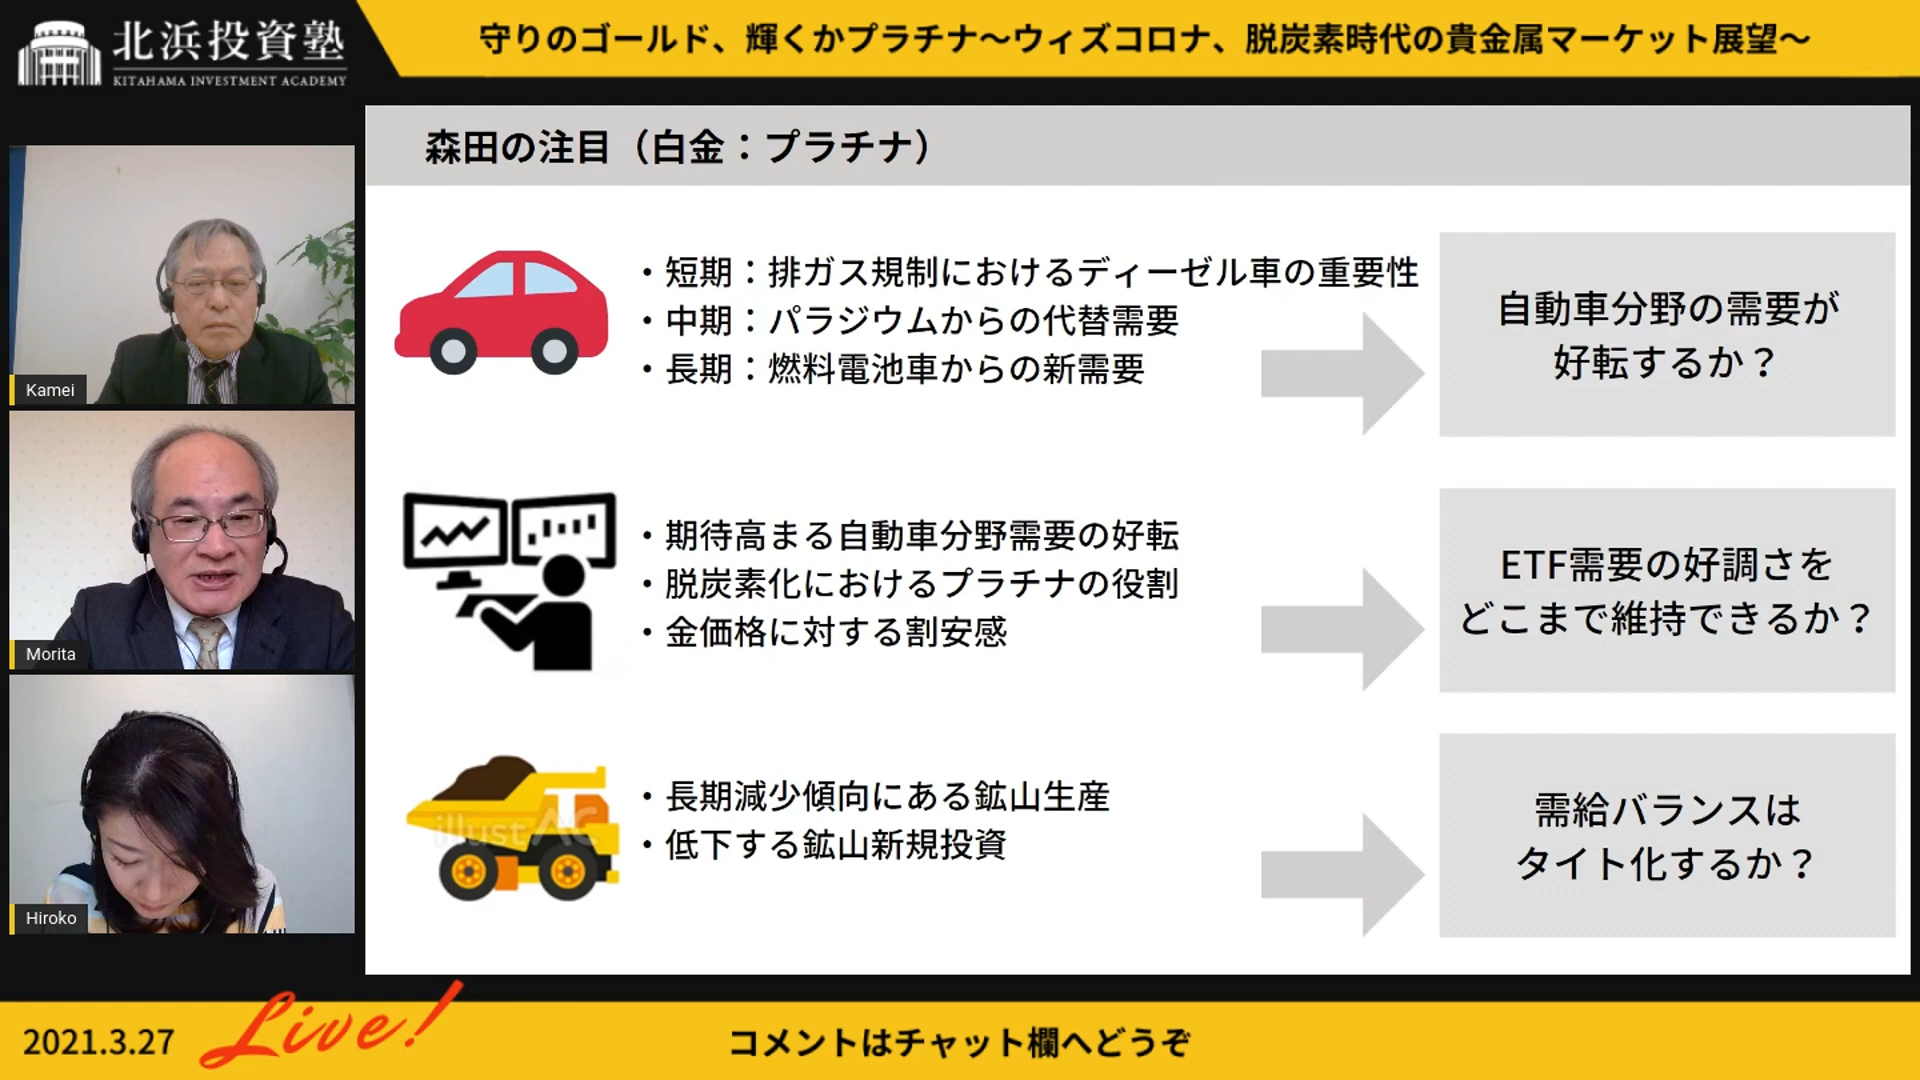 北浜投資塾
KITAHAMA INVESTMENT ACADEMY
守りのゴールド、輝くかプラチナ～ウィズコロナ、脱炭素時代の貴金属マーケット展望～
森田の注目（白金：プラチナ）
・短期：排ガス規制におけるディーゼル車の重要性
・中期：パラジウムからの代替需要
・長期：燃料電池車からの新需要
自動車分野の需要が
好転するか？
・期待高まる自動車分野需要の好転
・脱炭素化におけるプラチナの役割
・金価格に対する割安感
ETF需要の好調さを
どこまで維持できるか？
illust AC
・長期減少傾向にある鉱山生産
・低下する鉱山新規投資
需給バランスは
タイト化するか？
Kamei
Morita
Hiroko
2021.3.27
Live!
コメントはチャット欄へどうぞ